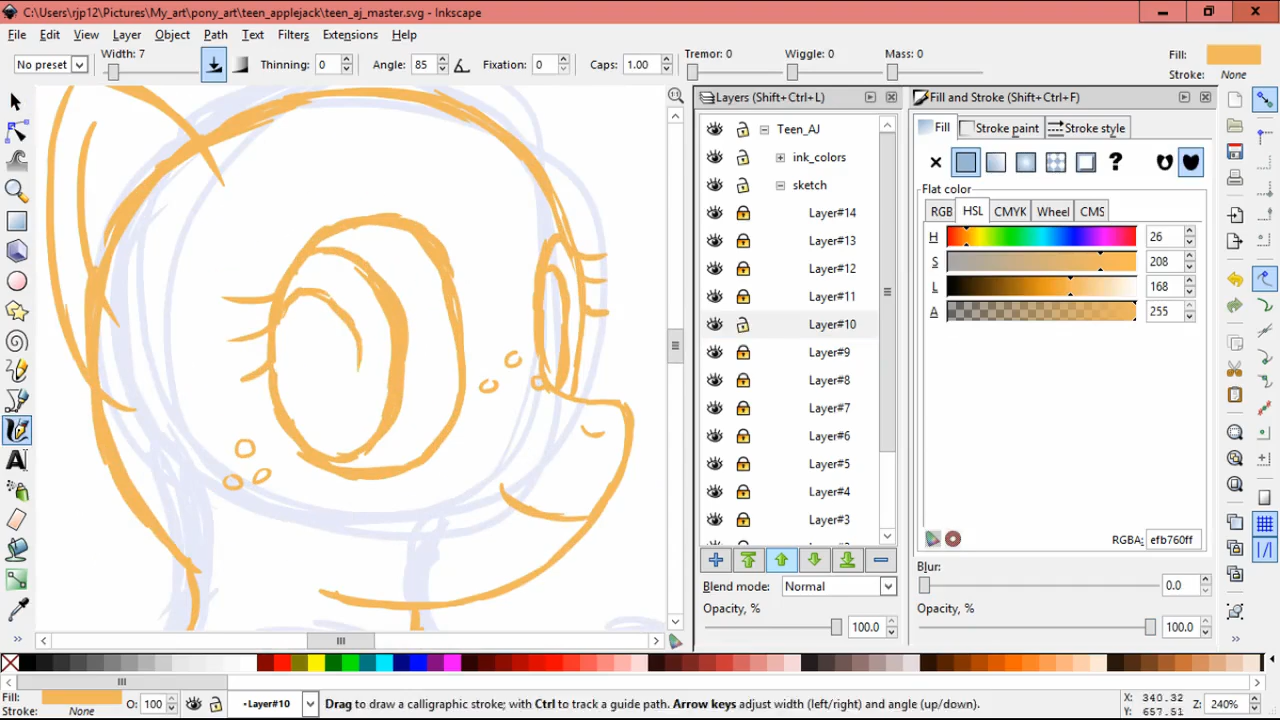 C:\Users\rjp12\Pictures\My_art\pony_art\teen_applejack\teen_aj_master.svg - Inkscape
File Edit View Layer Object Path Text Filters Extensions Help
No preset Width: 7 Thinning: 0 Angle: 85 Fixation: 0 Caps: 1.00 Tremor: 0 Wiggle: 0 Mass: 0 Fill:
Stroke: None
Layers (Shift+Ctrl+L)
Teen_AJ
ink_colors
sketch
Layer#14
Layer#13
Layer#12
Layer#11
Layer#10
Layer#9
Layer#8
Layer#7
Layer#6
Layer#5
Layer#4
Layer#3
Blend mode: Normal
Opacity, % 100.0
Fill and Stroke (Shift+Ctrl+F)
Fill Stroke paint Stroke style
Flat color
RGB HSL CMYK Wheel CMS
H 26
S 208
L 168
A 255
RGBA: efb760ff
Blur:
0.0
Opacity, %
100.0
Fill:
Stroke: None
O: 100
Layer#10
Drag to draw a calligraphic stroke; with Ctrl to track a guide path. Arrow keys adjust width (left/right) and angle (up/down).
X: 340.32
Y: 657.51
Z: 240%